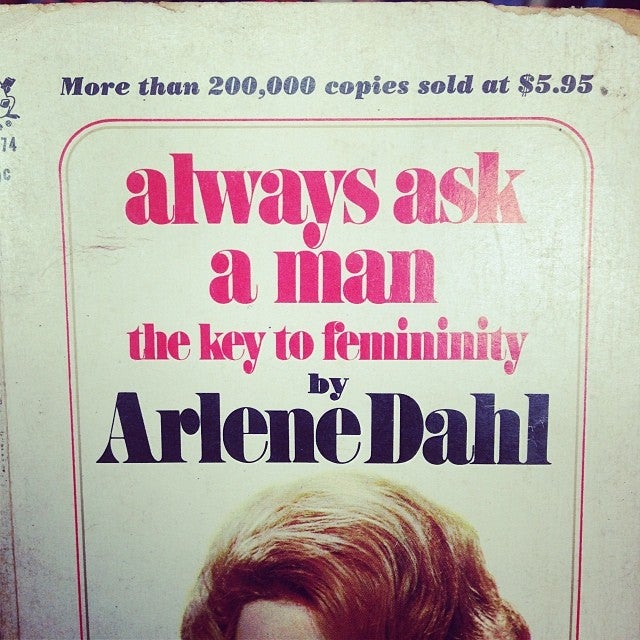 More than 200,000 copies sold at $5.95
74
always ask
a man
the key to femininity
by
Arlene Dahl